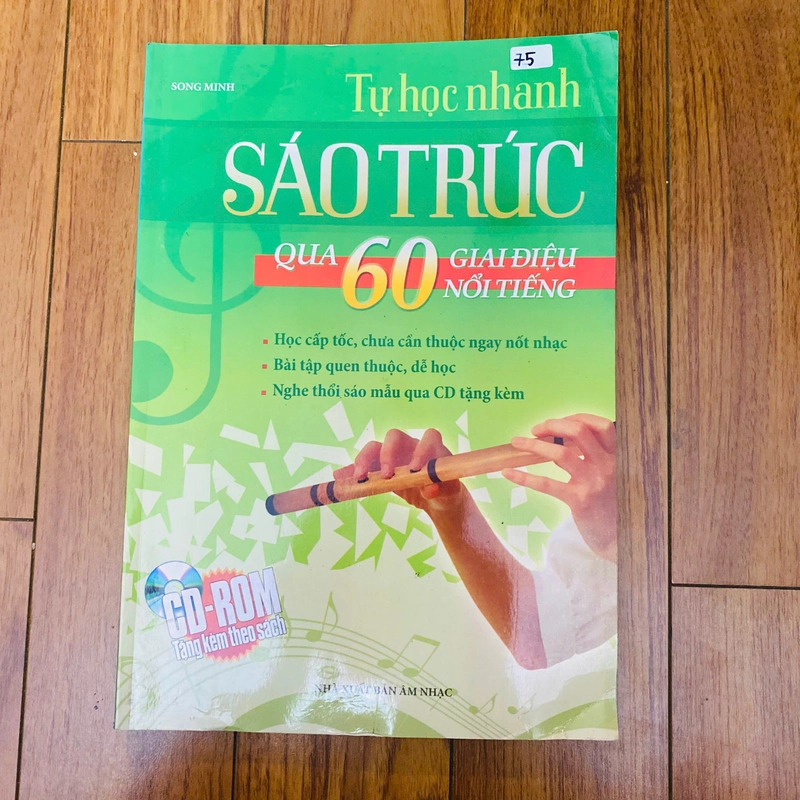 75
SONG MINH
Tự học nhanh
SÁO TRÚC
QUA 60 GIAI ĐIỆU
NỔI TIẾNG
Học cấp tốc, chưa cần thuộc ngay nốt nhạc
Bài tập quen thuộc, dễ học
Nghe thổi sáo mẫu qua CD tặng kèm
CD-ROM
Tặng kèm theo sách
NHÀ XUẤT BẢN ÂM NHẠC